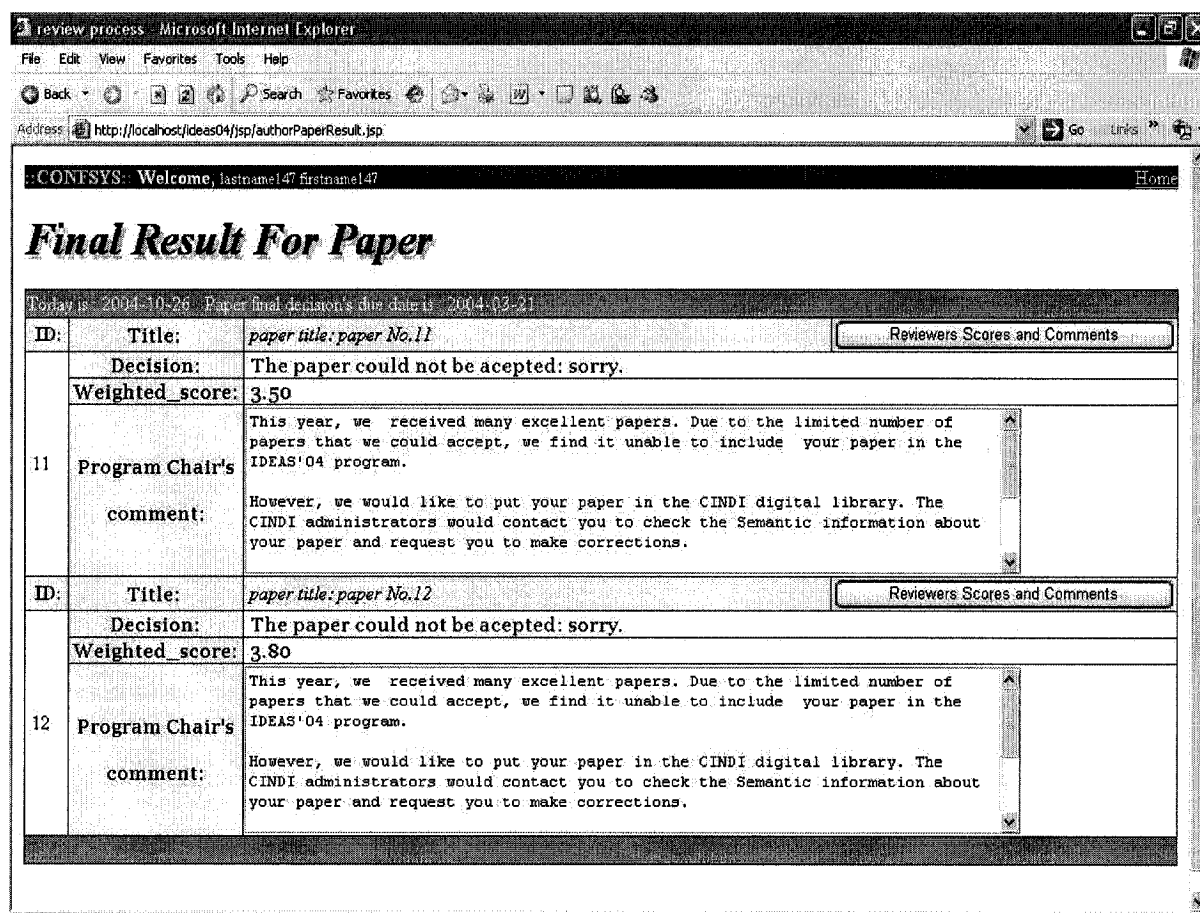 review process - Microsoft Internet Explorer
File Edit View Favorites Tools Help
Back Search Favorites
Address http://localhost/ideas04/jsp/authorPaperResult.jsp Go Links »
::CONFSYS:: Welcome, lastname147 firstname147 Home
Final Result For Paper
Today is : 2004-10-26 Paper final decision's due date is : 2004-03-21
ID: Title: paper title: paper No.11 Reviewers Scores and Comments
Decision: The paper could not be acepted: sorry.
Weighted_score: 3.50
11 Program Chair's comment:
This year, we received many excellent papers. Due to the limited number of
papers that we could accept, we find it unable to include your paper in the
IDEAS'04 program.
However, we would like to put your paper in the CINDI digital library. The
CINDI administrators would contact you to check the Semantic information about
your paper and request you to make corrections.
ID: Title: paper title: paper No.12 Reviewers Scores and Comments
Decision: The paper could not be acepted: sorry.
Weighted_score: 3.80
12 Program Chair's comment:
This year, we received many excellent papers. Due to the limited number of
papers that we could accept, we find it unable to include your paper in the
IDEAS'04 program.
However, we would like to put your paper in the CINDI digital library. The
CINDI administrators would contact you to check the Semantic information about
your paper and request you to make corrections.